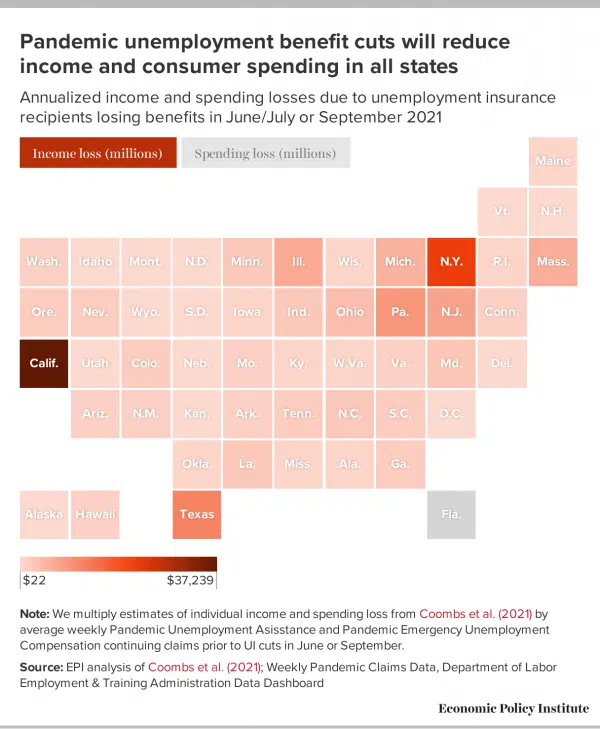 Pandemic unemployment benefit cuts will reduce
income and consumer spending in all states
Annualized income and spending losses due to unemployment insurance
recipients losing benefits in June/July or September 2021
Income loss (millions) Spending loss (millions)
Maine
Vt. N.H.
Wash. Idaho Mont. N.D. Minn. Ill. Wis. Mich. N.Y. R.I. Mass.
Ore. Nev. Wyo. S.D. Iowa Ind. Ohio Pa. N.J. Conn.
Calif. Utah Colo. Neb. Mo. Ky. W.Va. Va. Md. Del.
Ariz. N.M. Kan. Ark. Tenn. N.C. S.C. D.C.
Okla. La. Miss. Ala. Ga.
Alaska Hawaii Texas Fla.
$22 $37,239
Note: We multiply estimates of individual income and spending loss from Coombs et al. (2021) by
average weekly Pandemic Unemployment Asisstance and Pandemic Emergency Unemployment
Compensation continuing claims prior to UI cuts in June or September.
Source: EPI analysis of Coombs et al. (2021); Weekly Pandemic Claims Data, Department of Labor
Employment & Training Administration Data Dashboard
Economic Policy Institute